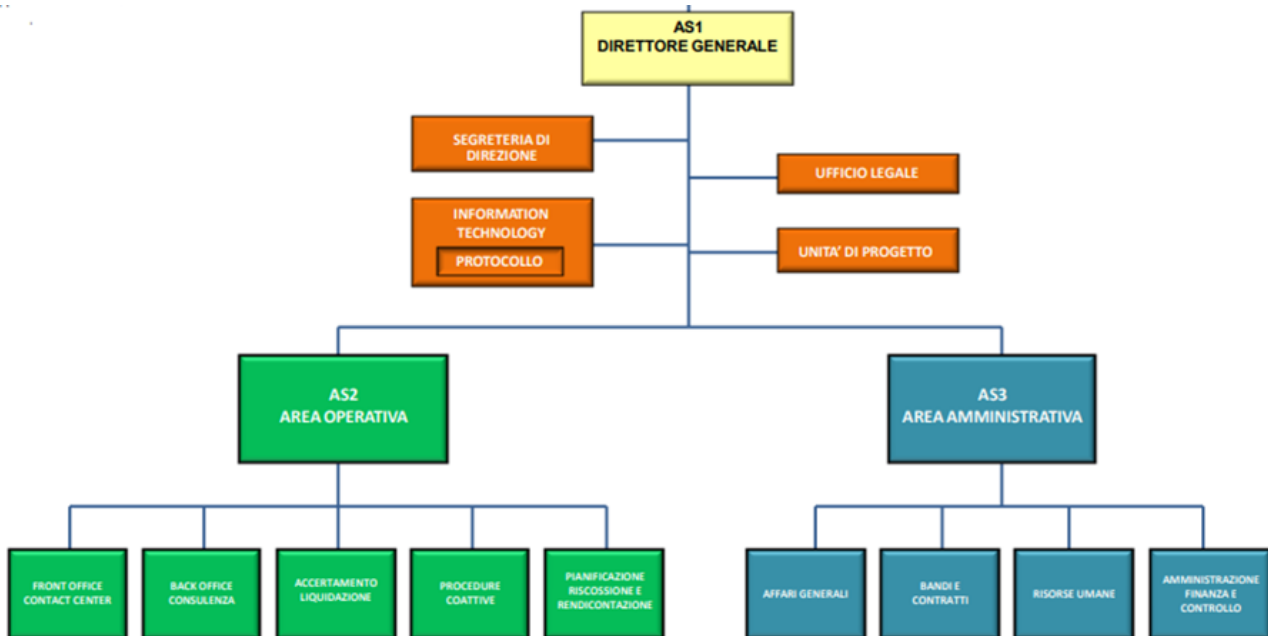 AS1
DIRETTORE GENERALE
SEGRETERIA DI
DIREZIONE
UFFICIO LEGALE
INFORMATION
TECHNOLOGY
PROTOCOLLO
UNITA' DI PROGETTO
AS2
AREA OPERATIVA
AS3
AREA AMMINISTRATIVA
FRONT OFFICE
CONTACT CENTER
BACK OFFICE
CONSULENZA
ACCERTAMENTO
LIQUIDAZIONE
PROCEDURE
COATTIVE
PIANIFICAZIONE
RISCOSSIONE E
RENDICONTAZIONE
AFFARI GENERALI
BANDI E
CONTRATTI
RISORSE UMANE
AMMINISTRAZIONE
FINANZA E
CONTROLLO